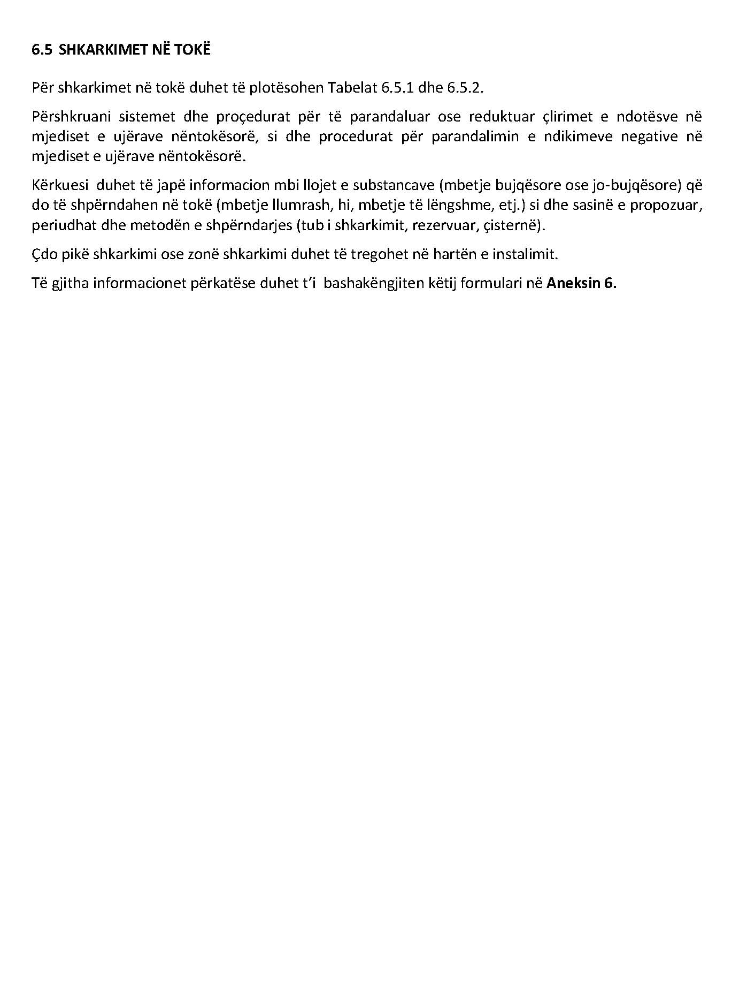 6.5 SHKARKIMET NË TOKË
Për shkarkimet në tokë duhet të plotësohen Tabelat 6.5.1 dhe 6.5.2.
Përshkruani sistemet dhe proçedurat për të parandaluar ose reduktuar çlirimet e ndotësve në
mjediset e ujërave nëntokësorë, si dhe procedurat për parandalimin e ndikimeve negative në
mjediset e ujërave nëntokësorë.
Kërkuesi duhet të japë informacion mbi llojet e substancave (mbetje bujqësore ose jo-bujqësore) që
do të shpërndahen në tokë (mbetje llumrash, hi, mbetje të lëngshme, etj.) si dhe sasinë e propozuar,
periudhat dhe metodën e shpërndarjes (tub i shkarkimit, rezervuar, çisternë).
Çdo pikë shkarkimi ose zonë shkarkimi duhet të tregohet në hartën e instalimit.
Të gjitha informacionet përkatëse duhet t’i bashakëngjiten këtij formulari në Aneksin 6.